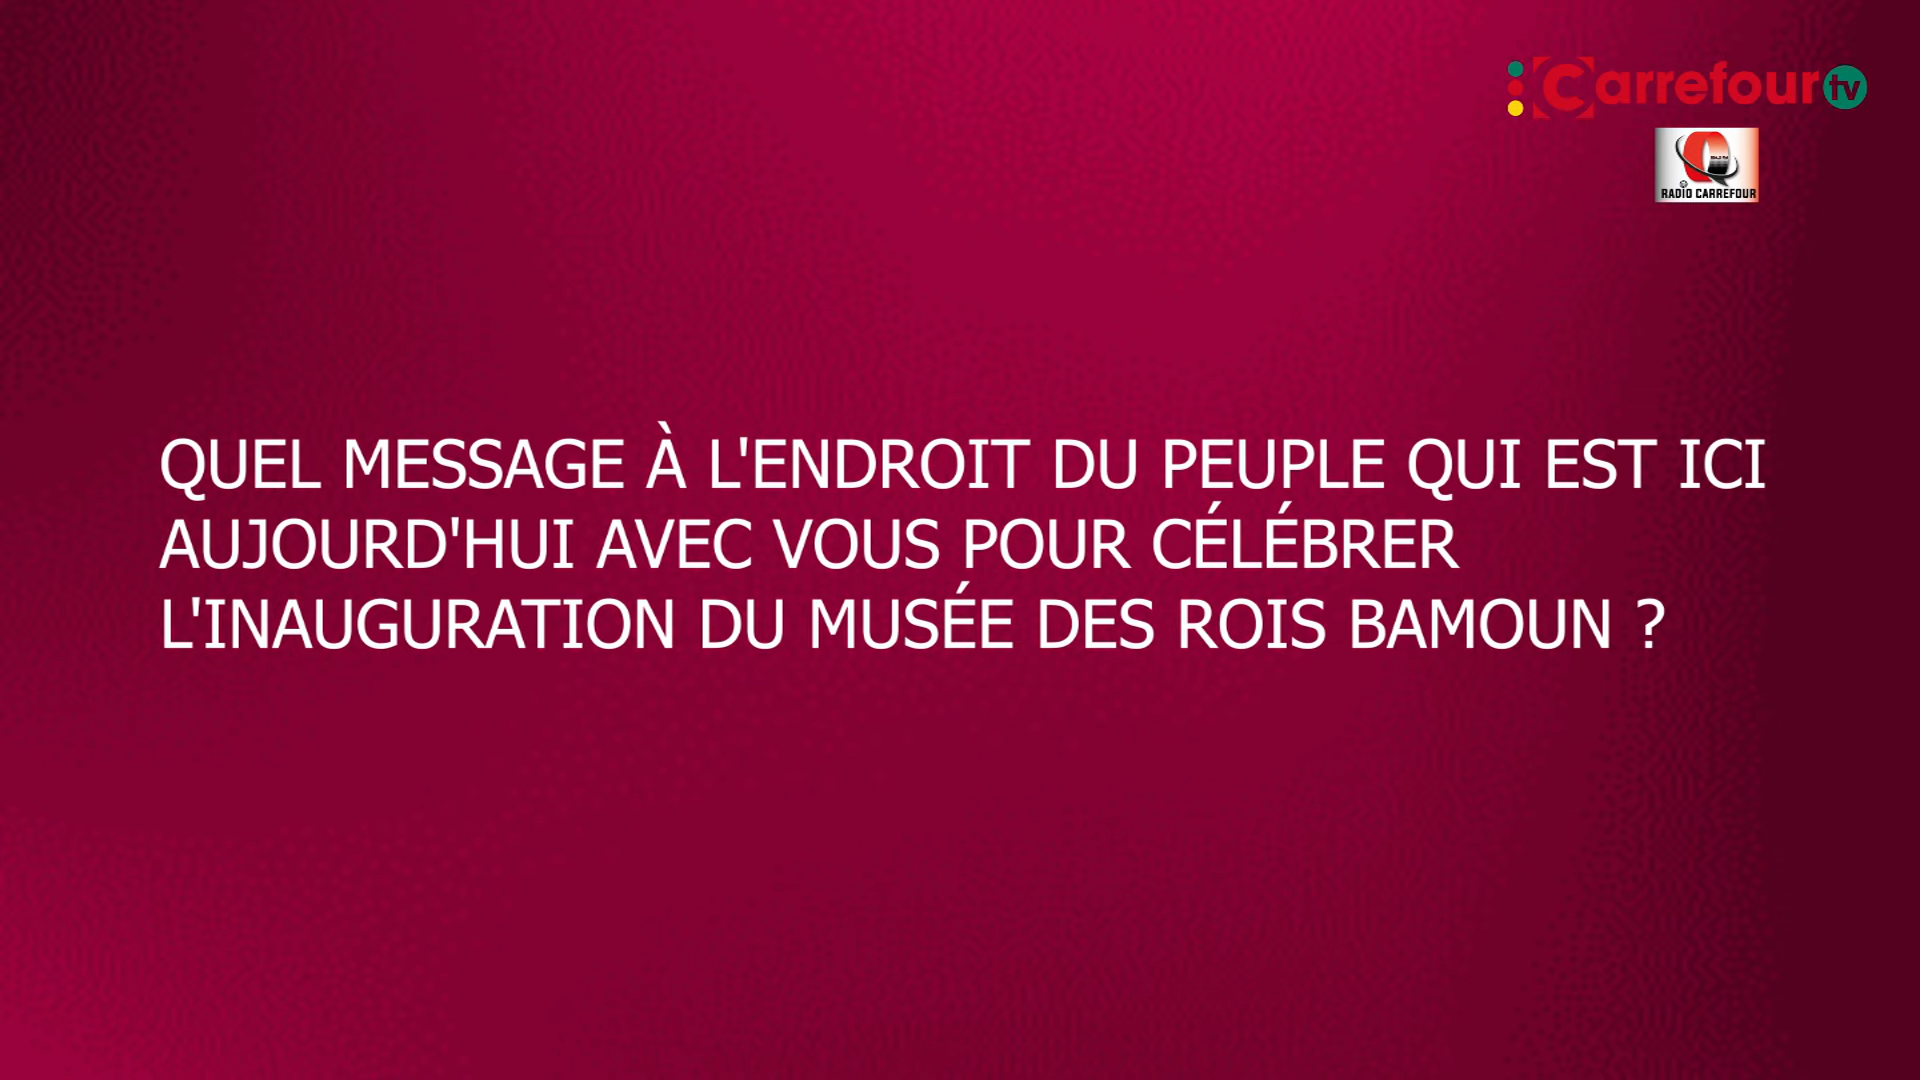 Carrefour tv
RADIO CARREFOUR
QUEL MESSAGE À L'ENDROIT DU PEUPLE QUI EST ICI
AUJOURD'HUI AVEC VOUS POUR CÉLÉBRER
L'INAUGURATION DU MUSÉE DES ROIS BAMOUN ?